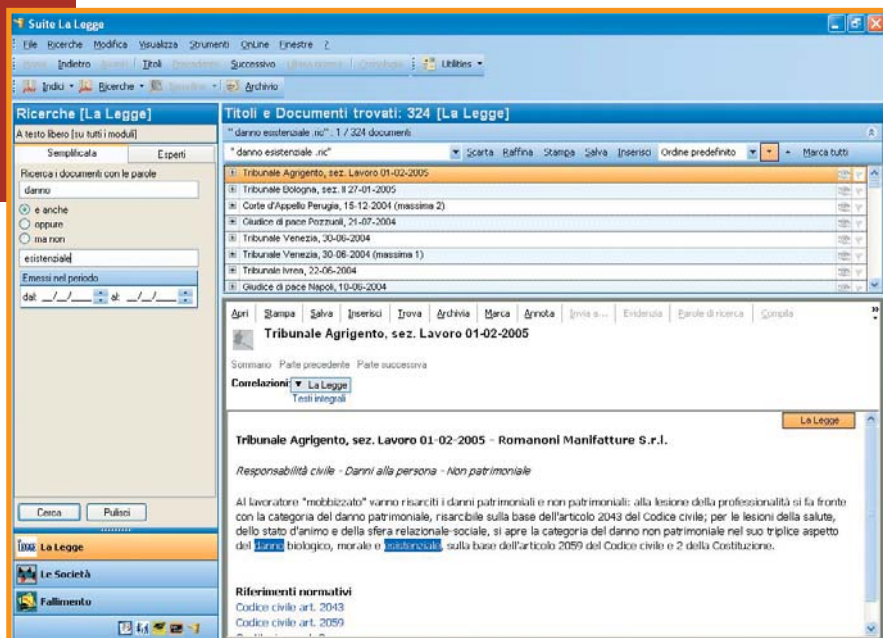 Suite La Legge
File Ricerche Modifica Visualizza Strumenti OnLine Finestre ?
Indietro Titoli Successivo Utilities
Indici Ricerche Archivio
Ricerche [La Legge]
A testo libero [su tutti i moduli]
Semplificata Esperti
Ricerca i documenti con le parole
danno
e anche
oppure
ma non
esistenziale
Emessi nel periodo
dal: __/__/____ al: __/__/____
Cerca Pulisci
La Legge
Le Società
Fallimento
Titoli e Documenti trovati: 324 [La Legge]
"danno esistenziale .ric" : 1 / 324 documenti
"danno esistenziale .ric" Scarta Raffina Stampa Salva Inserisci Ordine predefinito Marca tutti
Tribunale Agrigento, sez. Lavoro 01-02-2005
Tribunale Bologna, sez. II 27-01-2005
Corte d'Appello Perugia, 15-12-2004 (massima 2)
Giudice di pace Pozzuoli, 21-07-2004
Tribunale Venezia, 30-06-2004
Tribunale Venezia, 30-06-2004 (massima 1)
Tribunale Ivrea, 22-06-2004
Giudice di pace Napoli, 10-06-2004
Apri Stampa Salva Inserisci Trova Archivia Marca Annota Invia a... Evidenzia Parole di ricerca Compila
Tribunale Agrigento, sez. Lavoro 01-02-2005
Sommario Parte precedente Parte successiva
Correlazioni: La Legge
Testi integrali
La Legge
Tribunale Agrigento, sez. Lavoro 01-02-2005 - Romanoni Manifatture S.r.l.
Responsabilità civile - Danni alla persona - Non patrimoniale
Al lavoratore "mobbizzato" vanno risarciti i danni patrimoniali e non patrimoniali: alla lesione della professionalità si fa fronte
con la categoria del danno patrimoniale, risarcibile sulla base dell'articolo 2043 del Codice civile; per le lesioni della salute,
dello stato d'animo e della sfera relazionale-sociale, si apre la categoria del danno non patrimoniale nel suo triplice aspetto
del danno biologico, morale e esistenziale, sulla base dell'articolo 2059 del Codice civile e 2 della Costituzione.
Riferimenti normativi
Codice civile art. 2043
Codice civile art. 2059